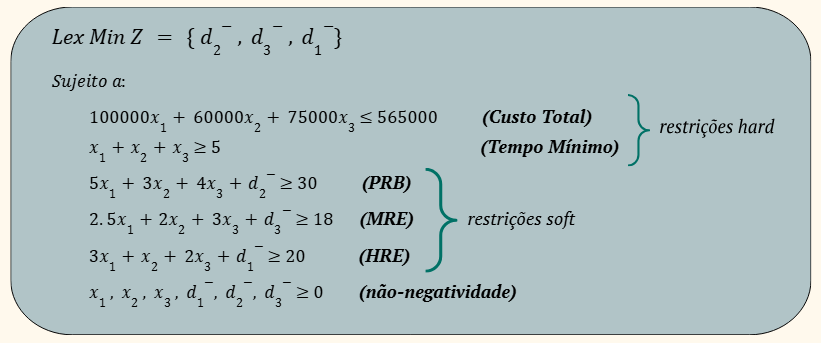 Lex Min Z = { d₂⁻ , d₃⁻ , d₁⁻ }
Sujeito a:
100000x₁ + 60000x₂ + 75000x₃ ≤ 565000 (Custo Total)
x₁ + x₂ + x₃ ≥ 5 (Tempo Mínimo)
restrições hard
5x₁ + 3x₂ + 4x₃ + d₂⁻ ≥ 30 (PRB)
2.5x₁ + 2x₂ + 3x₃ + d₃⁻ ≥ 18 (MRE)
restrições soft
3x₁ + x₂ + 2x₃ + d₁⁻ ≥ 20 (HRE)
x₁ , x₂ , x₃ , d₁⁻, d₂⁻, d₃⁻ ≥ 0 (não-negatividade)